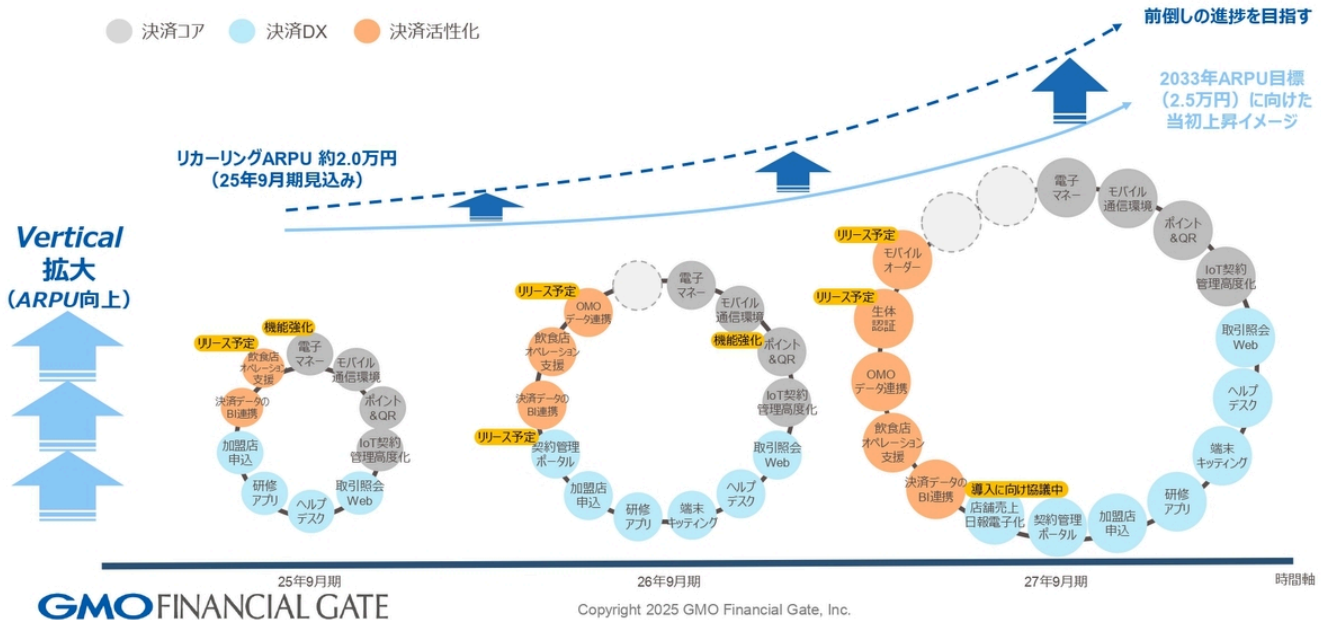 決済コア
決済DX
決済活性化
前倒しの進捗を目指す
2033年ARPU目標
(2.5万円)に向けた
当初上昇イメージ
リカーリングARPU 約2.0万円
(25年9月期見込み)
Vertical
拡大
(ARPU向上)
機能強化
リリース予定
電子
マネー
モバイル
通信環境
ポイント
&QR
IoT契約
管理高度化
取引照会
Web
ヘルプ
デスク
研修
アプリ
加盟店
申込
決済データの
BI連携
飲食店
オペレーション
支援
リリース予定
電子
マネー
モバイル
通信環境
機能強化
ポイント
&QR
IoT契約
管理高度化
取引照会
Web
ヘルプ
デスク
端末
キッティング
研修
アプリ
加盟店
申込
リリース予定
契約管理
ポータル
決済データの
BI連携
飲食店
オペレーション
支援
OMO
データ連携
電子
マネー
モバイル
通信環境
ポイント
&QR
IoT契約
管理高度化
取引照会
Web
ヘルプ
デスク
端末
キッティング
研修
アプリ
加盟店
申込
契約管理
ポータル
導入に向け協議中
店舗売上
日報電子化
決済データの
BI連携
飲食店
オペレーション
支援
OMO
データ連携
リリース予定
生体
認証
リリース予定
モバイル
オーダー
25年9月期
26年9月期
27年9月期
時間軸
GMO FINANCIAL GATE
Copyright 2025 GMO Financial Gate, Inc.